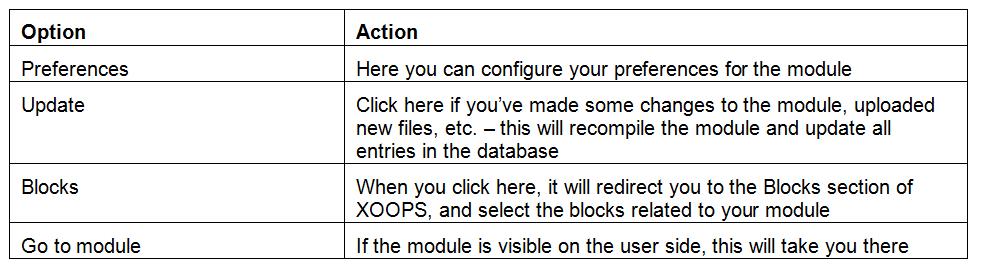 Option Action
Preferences Here you can configure your preferences for the module
Update Click here if you’ve made some changes to the module, uploaded
new files, etc. – this will recompile the module and update all
entries in the database
Blocks When you click here, it will redirect you to the Blocks section of
XOOPS, and select the blocks related to your module
Go to module If the module is visible on the user side, this will take you there